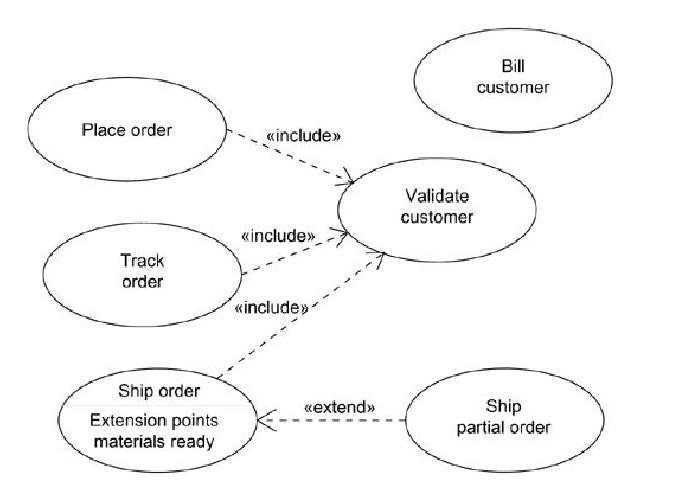 Bill
customer
Place order
«include»
Validate
customer
«include»
Track
order
«include»
Ship order
Extension points
materials ready
«extend»
Ship
partial order